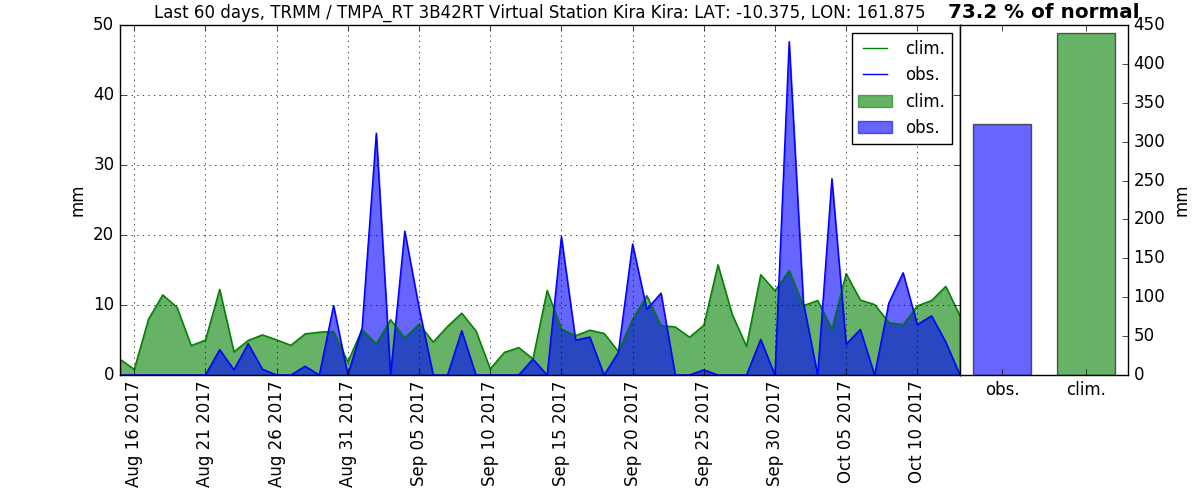 Last 60 days, TRMM / TMPA_RT 3B42RT Virtual Station Kira Kira: LAT: -10.375, LON: 161.875
73.2 % of normal
50
40
30
20
10
0
mm
clim.
obs.
clim.
obs.
450
400
350
300
250
200
150
100
50
0
mm
Aug 16 2017
Aug 21 2017
Aug 26 2017
Aug 31 2017
Sep 05 2017
Sep 10 2017
Sep 15 2017
Sep 20 2017
Sep 25 2017
Sep 30 2017
Oct 05 2017
Oct 10 2017
obs.
clim.